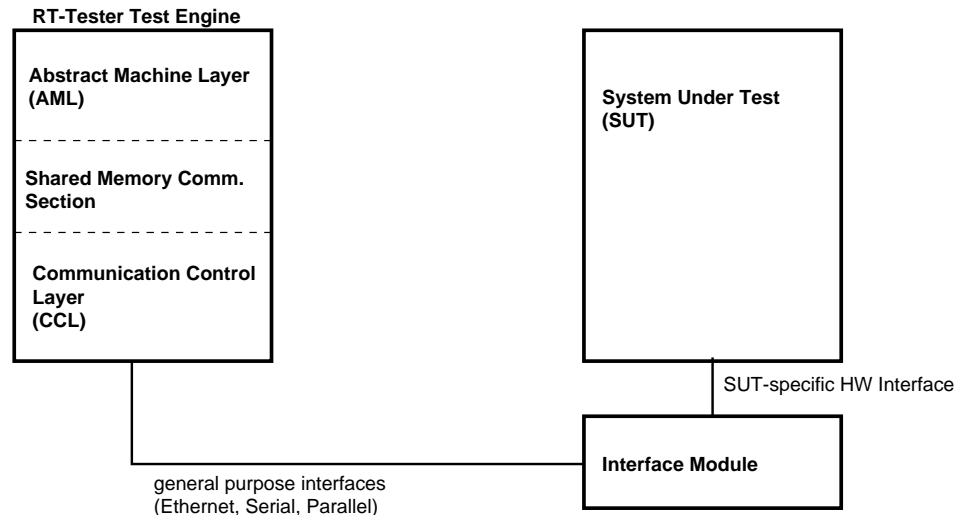 RT-Tester Test Engine
Abstract Machine Layer
(AML)
Shared Memory Comm.
Section
Communication Control
Layer
(CCL)
System Under Test
(SUT)
SUT-specific HW Interface
Interface Module
general purpose interfaces
(Ethernet, Serial, Parallel)